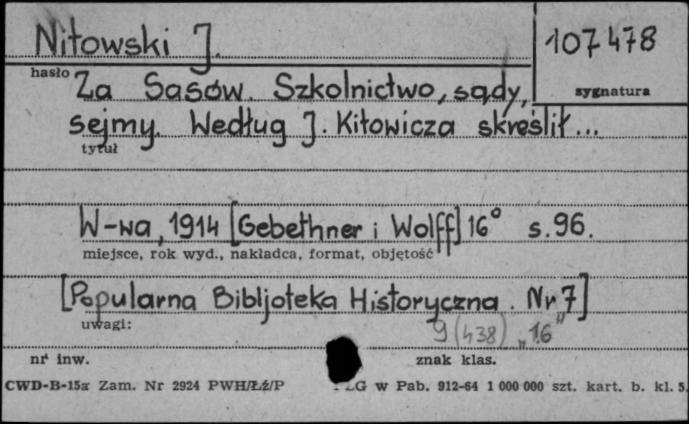 Nitowski J.
107478
hasło
Za Sasów. Szkolnictwo, sądy,
sygnatura
sejmy. Według J. Kitowicza skreślił...
tytuł
W-wa, 1914 [Gebethner i Wolff] 16° s. 96.
miejsce, rok wyd., nakładca, format, objętość
[Popularna Bibljoteka Historyczna. Nr 7]
uwagi:
9(438) „16”
nr inw.
znak klas.
CWD-B-15a Zam. Nr 2924 PWH/Łź/P
ZG w Pab. 912-64 1 000 000 szt. kart. b. kl. 5.